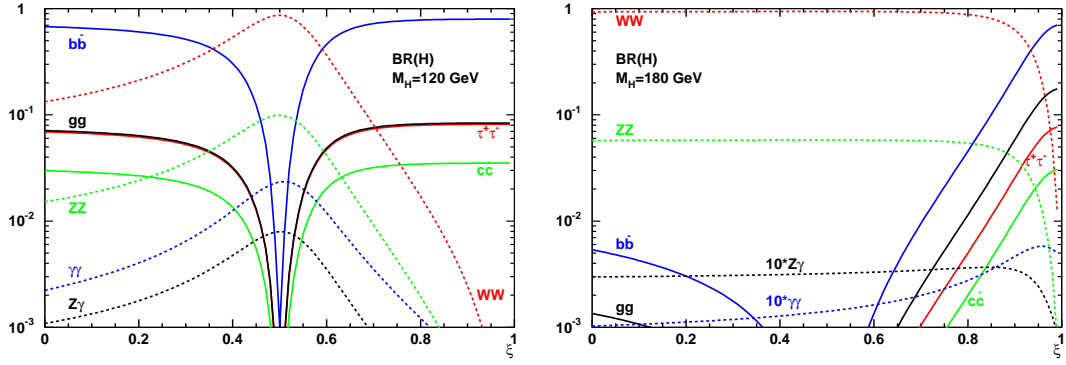 1
10⁻¹
10⁻²
10⁻³
0 0.2 0.4 0.6 0.8 1
ξ
bb̄
gg
ZZ
γγ
Zγ
BR(H)
M_H=120 GeV
τ⁺τ⁻
cc̄
WW
1
10⁻¹
10⁻²
10⁻³
0 0.2 0.4 0.6 0.8 1
ξ
WW
BR(H)
M_H=180 GeV
ZZ
τ⁺τ⁻
bb̄
10*Zγ
10*γγ
cc̄
gg